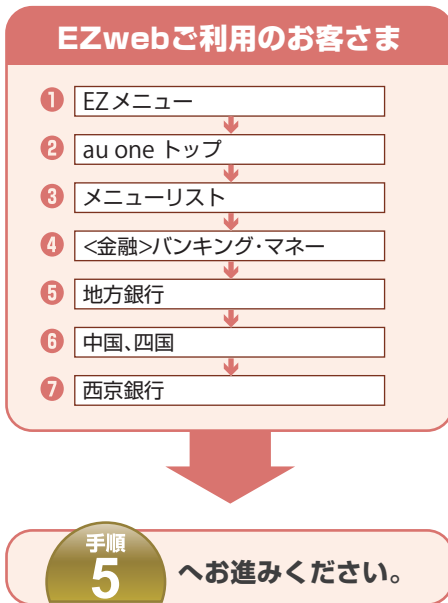 EZwebご利用のお客さま
1 EZメニュー
2 au one トップ
3 メニューリスト
4 <金融>バンキング・マネー
5 地方銀行
6 中国、四国
7 西京銀行
手順
5 へお進みください。